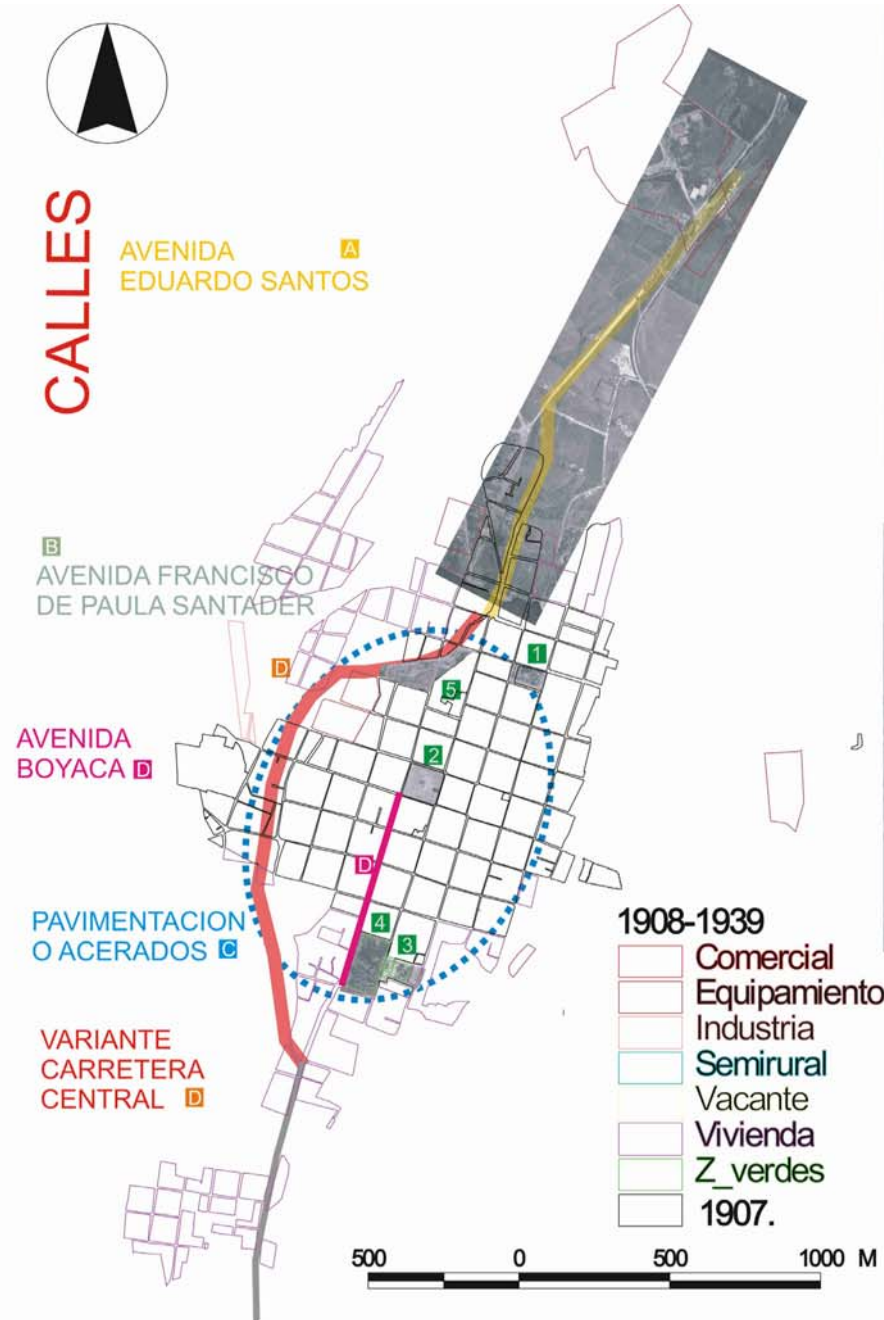 CALLES
AVENIDA A
EDUARDO SANTOS
B
AVENIDA FRANCISCO
DE PAULA SANTADER
D
1
5
AVENIDA
BOYACA D
2
D
PAVIMENTACION
O ACERADOS C
4
3
VARIANTE
CARRETERA
CENTRAL D
1908-1939
Comercial
Equipamiento
Industria
Semirural
Vacante
Vivienda
Z_verdes
1907.
500 0 500 1000 M